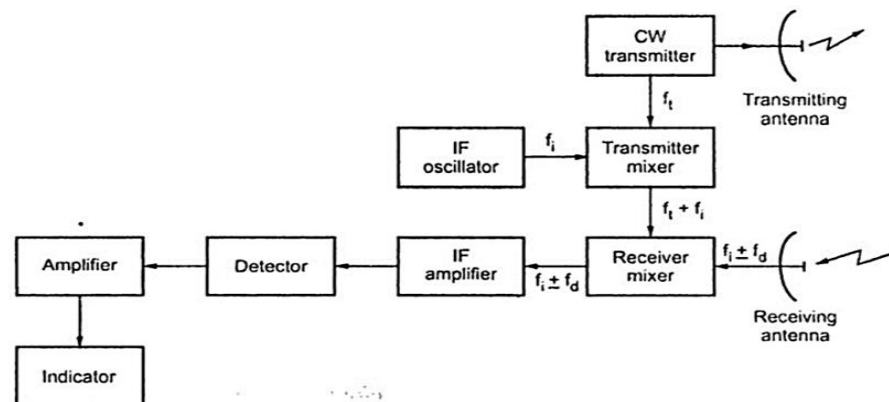 CW
transmitter
f_t
Transmitting
antenna
IF
oscillator
f_i
Transmitter
mixer
f_t + f_i
Amplifier
Detector
IF
amplifier
f_i ± f_d
Receiver
mixer
f_i ± f_d
Receiving
antenna
Indicator